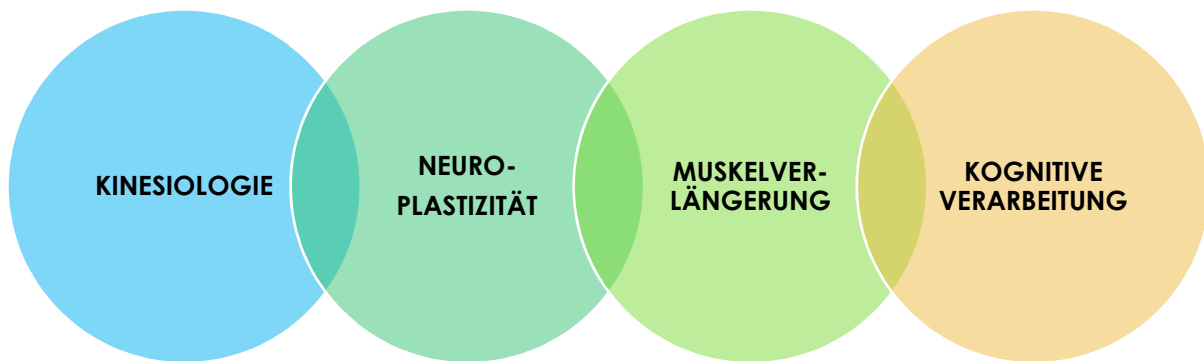 KINESIOLOGIE
NEURO-
PLASTIZITÄT
MUSKELVER-
LÄNGERUNG
KOGNITIVE
VERARBEITUNG